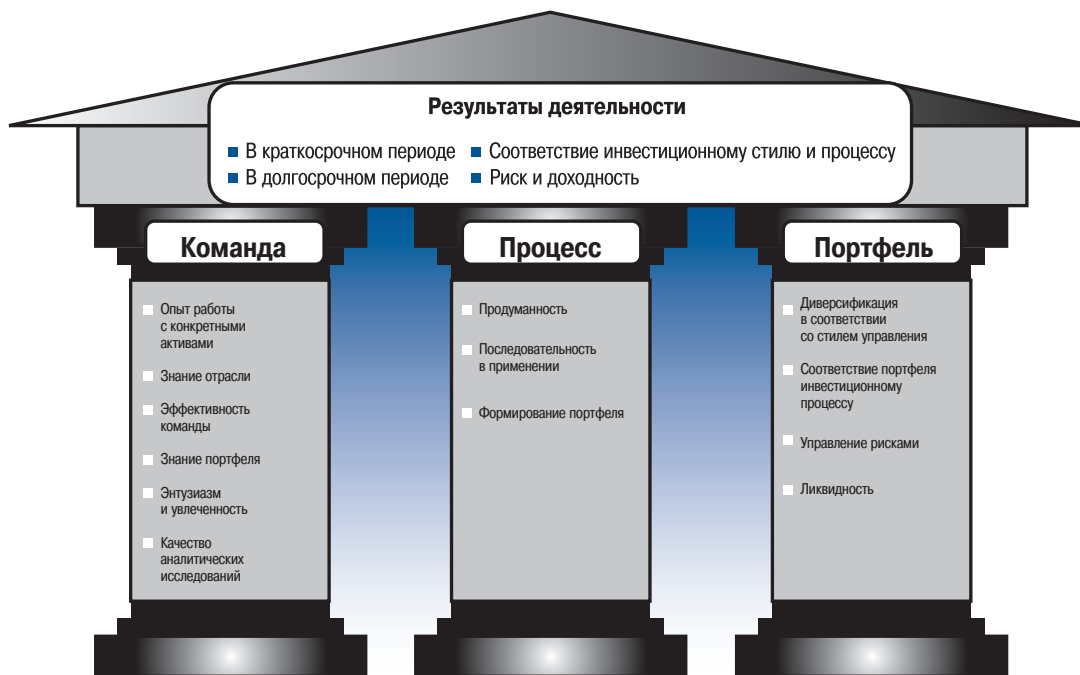 Результаты деятельности
В краткосрочном периоде
В долгосрочном периоде
Соответствие инвестиционному стилю и процессу
Риск и доходность
Команда
Опыт работы
с конкретными
активами
Знание отрасли
Эффективность
команды
Знание портфеля
Энтузиазм
и увлеченность
Качество
аналитических
исследований
Процесс
Продуманность
Последовательность
в применении
Формирование портфеля
Портфель
Диверсификация
в соответствии
со стилем управления
Соответствие портфеля
инвестиционному
процессу
Управление рисками
Ликвидность